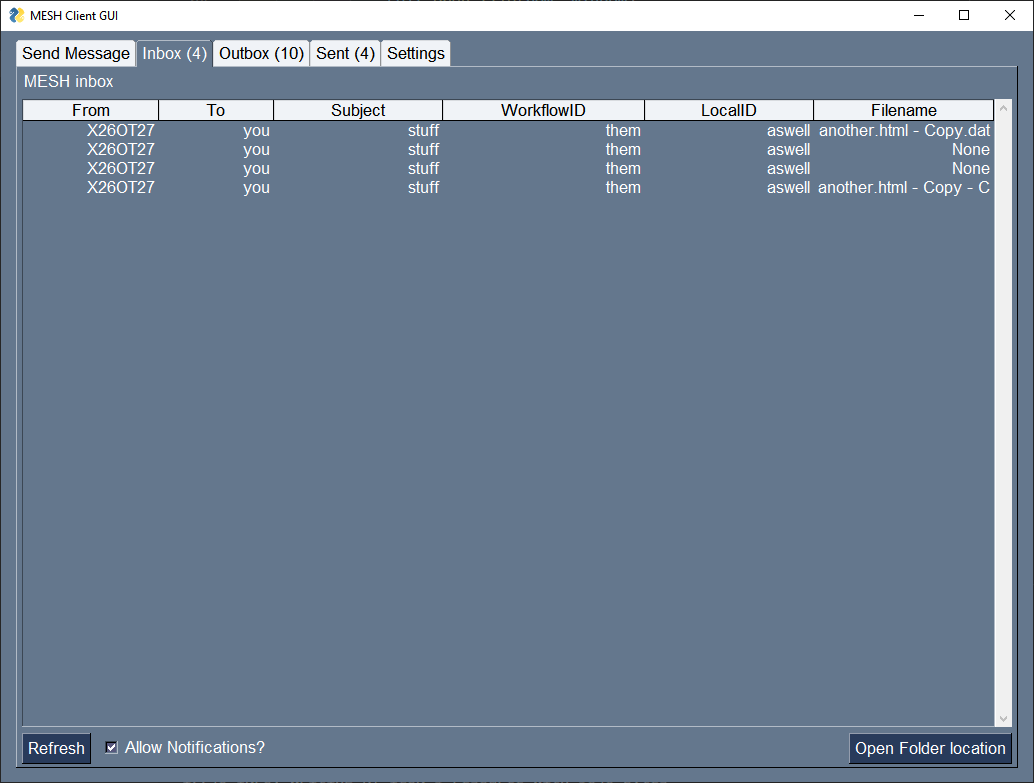 MESH Client GUI
Send Message Inbox (4) Outbox (10) Sent (4) Settings
MESH inbox
From To Subject WorkflowID LocalID Filename
X26OT27 you stuff them aswell another.html - Copy.dat
X26OT27 you stuff them aswell None
X26OT27 you stuff them aswell None
X26OT27 you stuff them aswell another.html - Copy - C
Refresh Allow Notifications? Open Folder location